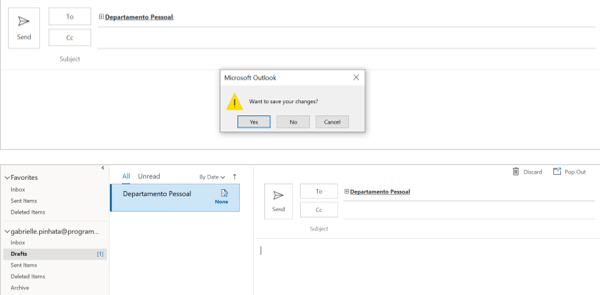 To
Departamento Pessoal
Send
Cc
Subject
Microsoft Outlook
Want to save your changes?
Yes No Cancel
Discard Pop Out
Favorites
All Unread By Date
Inbox
Departamento Pessoal
None
Sent Items
Deleted Items
To
Departamento Pessoal
Send
Cc
Subject
gabrielle.pinhata@program...
Inbox
Drafts [1]
Sent Items
Deleted Items
Archive